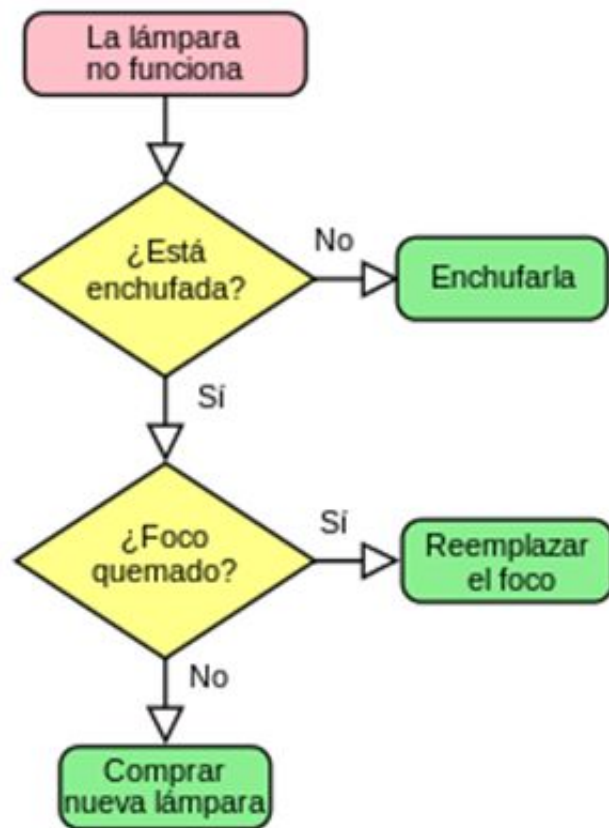 La lámpara
no funciona
¿Está
enchufada?
No
Enchufarla
Sí
¿Foco
quemado?
Sí
Reemplazar
el foco
No
Comprar
nueva lámpara